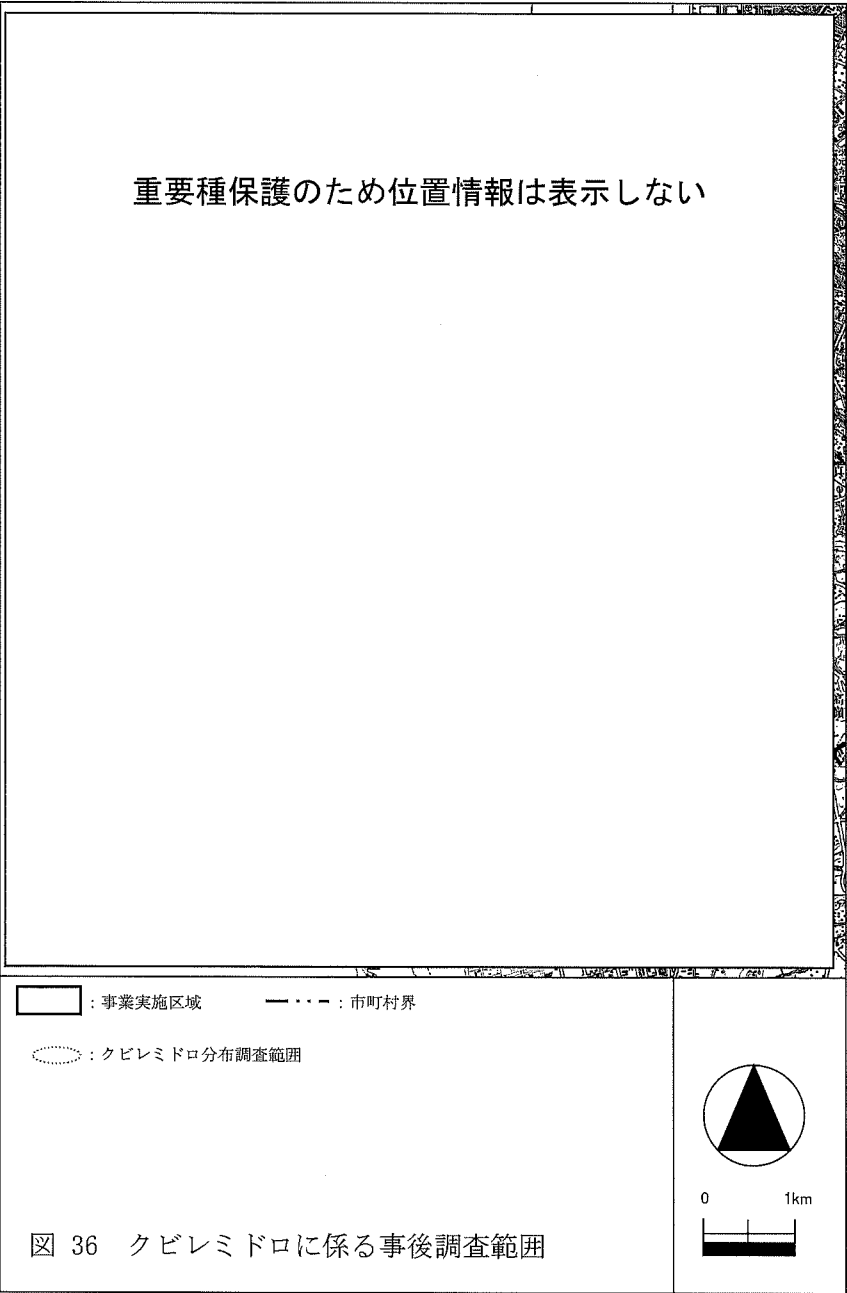 重要種保護のため位置情報は表示しない
：事業実施区域　：市町村界
：クビレミドロ分布調査範囲
0　1km
図 36　クビレミドロに係る事後調査範囲